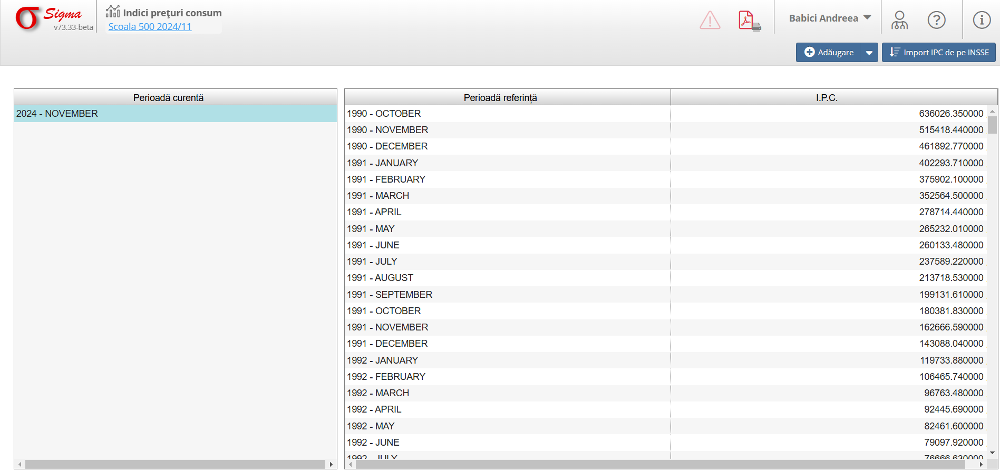 σ Sigma
v73.33-beta
Indici prețuri consum
Scoala 500 2024/11
Babici Andreea
Adăugare
Import IPC de pe INSSE
Perioadă curentă
2024 - NOVEMBER
Perioadă referință I.P.C.
1990 - OCTOBER 636026.350000
1990 - NOVEMBER 515418.440000
1990 - DECEMBER 461892.770000
1991 - JANUARY 402293.710000
1991 - FEBRUARY 375902.100000
1991 - MARCH 352564.500000
1991 - APRIL 278714.440000
1991 - MAY 265232.010000
1991 - JUNE 260133.480000
1991 - JULY 237589.220000
1991 - AUGUST 213718.530000
1991 - SEPTEMBER 199131.610000
1991 - OCTOBER 180381.830000
1991 - NOVEMBER 162666.590000
1991 - DECEMBER 143088.040000
1992 - JANUARY 119733.880000
1992 - FEBRUARY 106465.740000
1992 - MARCH 96763.480000
1992 - APRIL 92445.690000
1992 - MAY 82461.600000
1992 - JUNE 79097.920000
1992 - JULY 76666.630000